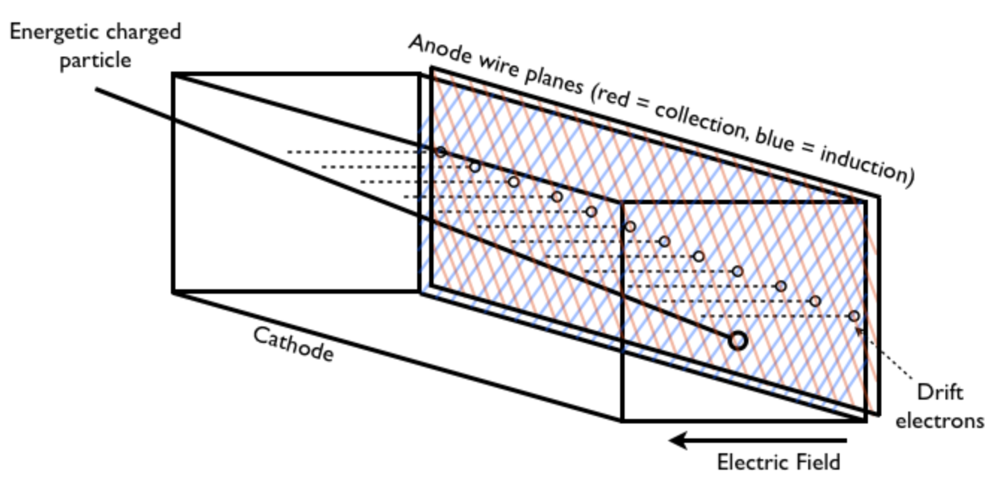 Energetic charged
particle
Anode wire planes (red = collection, blue = induction)
Cathode
Drift
electrons
Electric Field